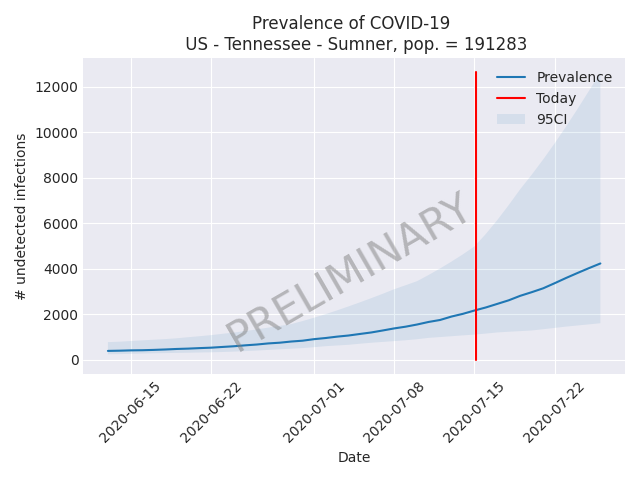 Prevalence of COVID-19
US - Tennessee - Sumner, pop. = 191283
12000
10000
8000
6000
4000
2000
0
# undetected infections
Prevalence
Today
95CI
PRELIMINARY
2020-06-15
2020-06-22
2020-07-01
2020-07-08
2020-07-15
2020-07-22
Date